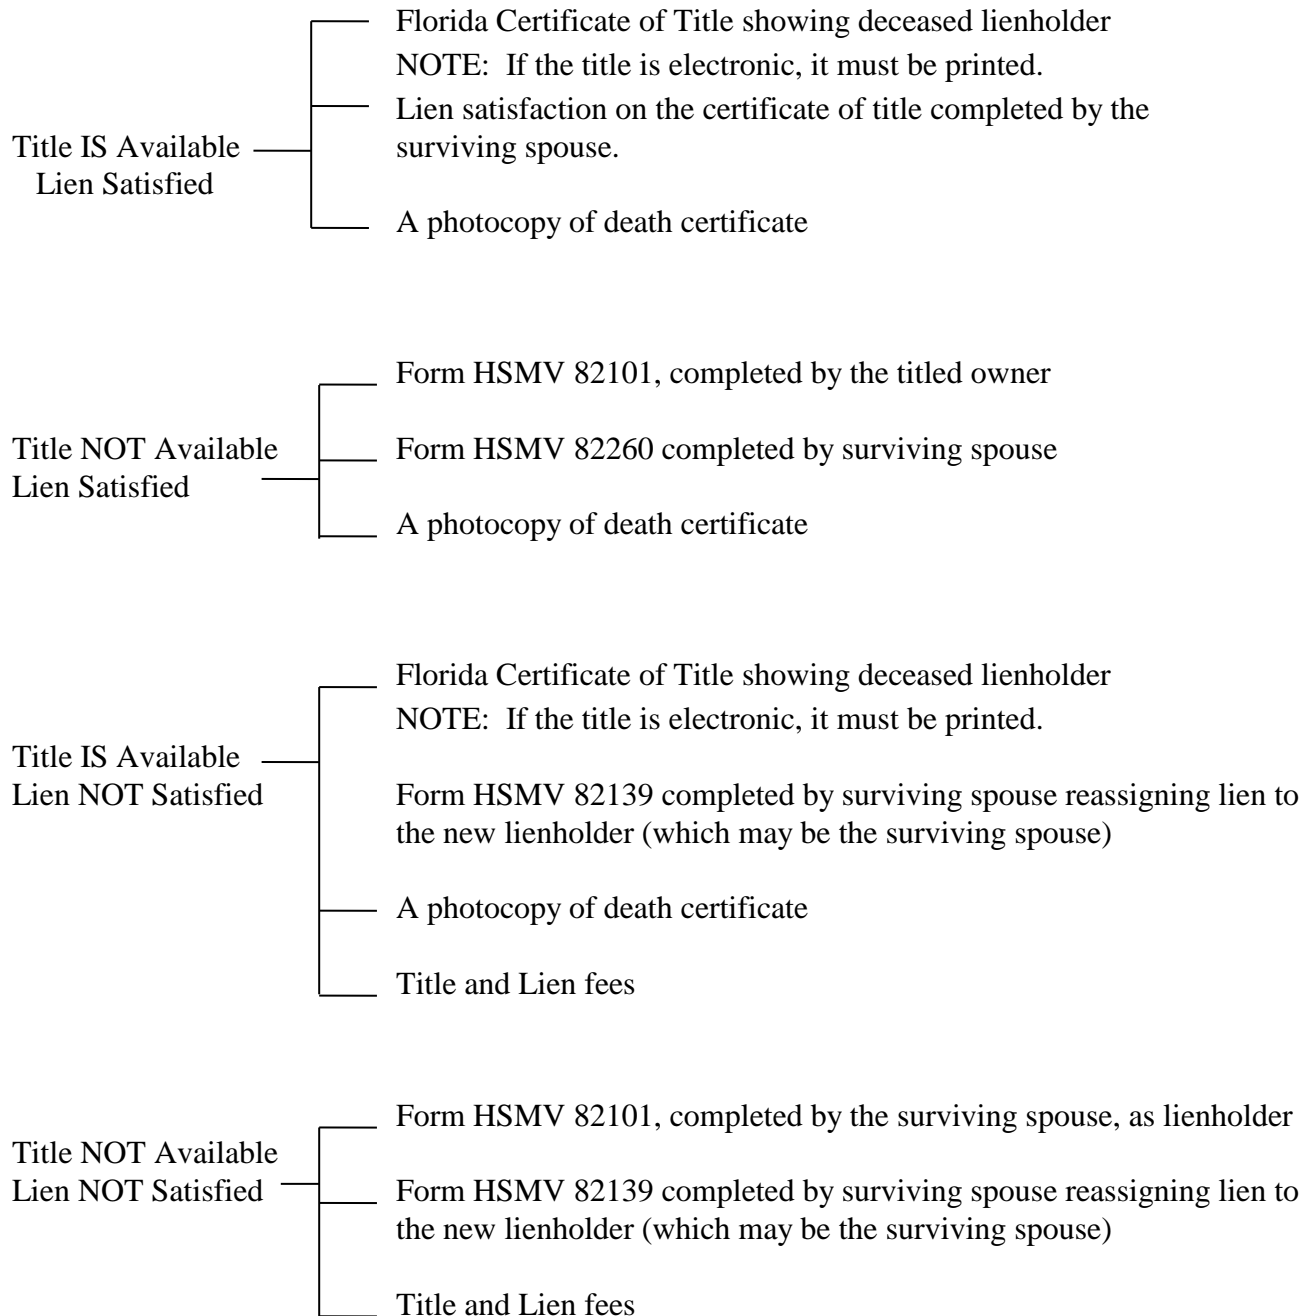 Florida Certificate of Title showing deceased lienholder
NOTE:  If the title is electronic, it must be printed.
Title IS Available
Lien Satisfied
Lien satisfaction on the certificate of title completed by the
surviving spouse.
A photocopy of death certificate
Form HSMV 82101, completed by the titled owner
Title NOT Available
Lien Satisfied
Form HSMV 82260 completed by surviving spouse
A photocopy of death certificate
Florida Certificate of Title showing deceased lienholder
NOTE:  If the title is electronic, it must be printed.
Title IS Available
Lien NOT Satisfied
Form HSMV 82139 completed by surviving spouse reassigning lien to
the new lienholder (which may be the surviving spouse)
A photocopy of death certificate
Title and Lien fees
Form HSMV 82101, completed by the surviving spouse, as lienholder
Title NOT Available
Lien NOT Satisfied
Form HSMV 82139 completed by surviving spouse reassigning lien to
the new lienholder (which may be the surviving spouse)
Title and Lien fees